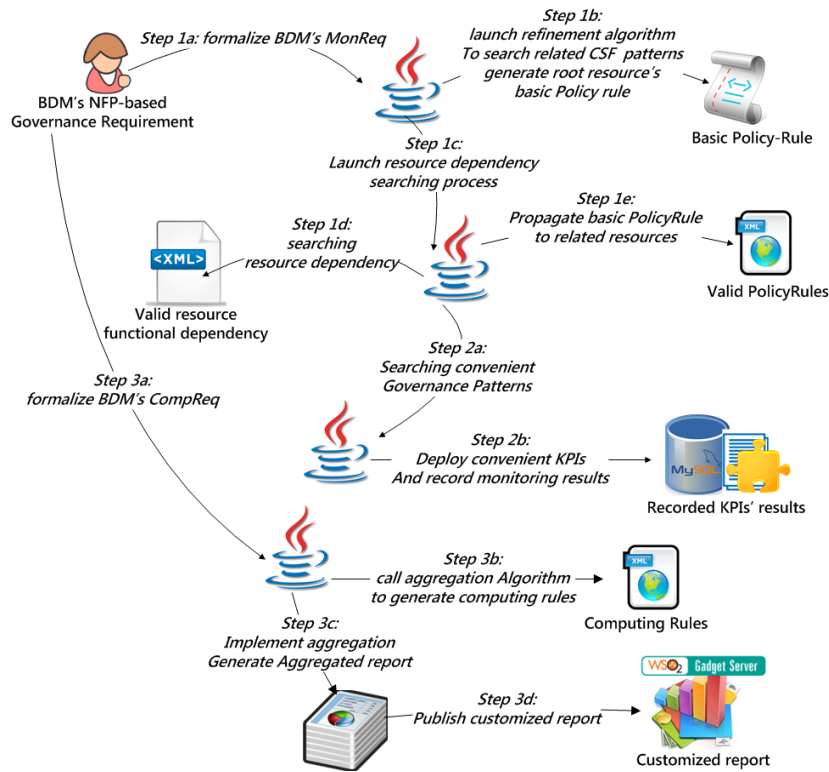 Step 1a: formalize BDM's MonReq
BDM's NFP-based
Governance Requirement
Step 1b:
launch refinement algorithm
To search related CSF patterns
generate root resource's
basic Policy rule
Basic Policy-Rule
Step 1c:
Launch resource dependency
searching process
Step 1d:
searching
resource dependency
<XML>
Valid resource
functional dependency
Step 1e:
Propagate basic PolicyRule
to related resources
XML
Valid PolicyRules
Step 2a:
Searching convenient
Governance Patterns
Step 3a:
formalize BDM's CompReq
Step 2b:
Deploy convenient KPIs
And record monitoring results
MySQL
Recorded KPIs' results
Step 3b:
call aggregation Algorithm
to generate computing rules
XML
Computing Rules
Step 3c:
Implement aggregation
Generate Aggregated report
Step 3d:
Publish customized report
WSO2 Gadget Server
Customized report